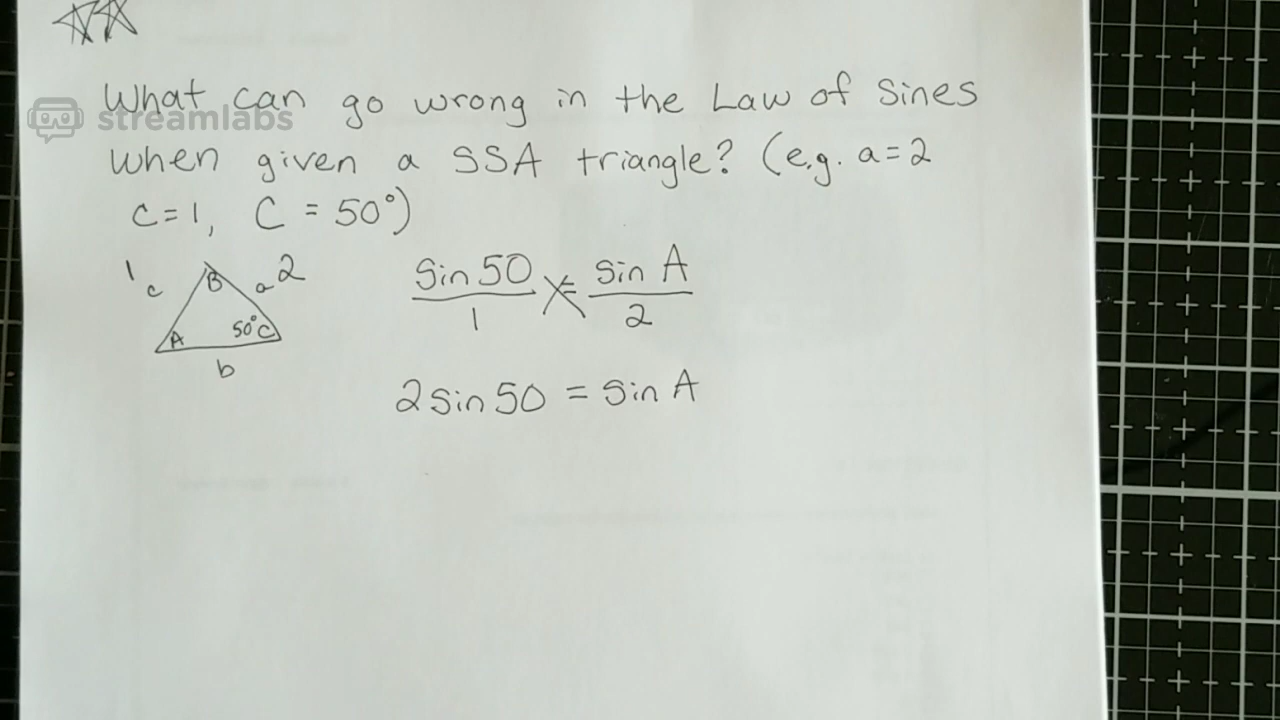 What can go wrong in the Law of Sines
streamlabs
when given a SSA triangle? (e.g. a=2
c=1, C = 50°)
1 c B a 2
A 50° C
b
sin 50 = sin A
1 2
2 sin 50 = sin A